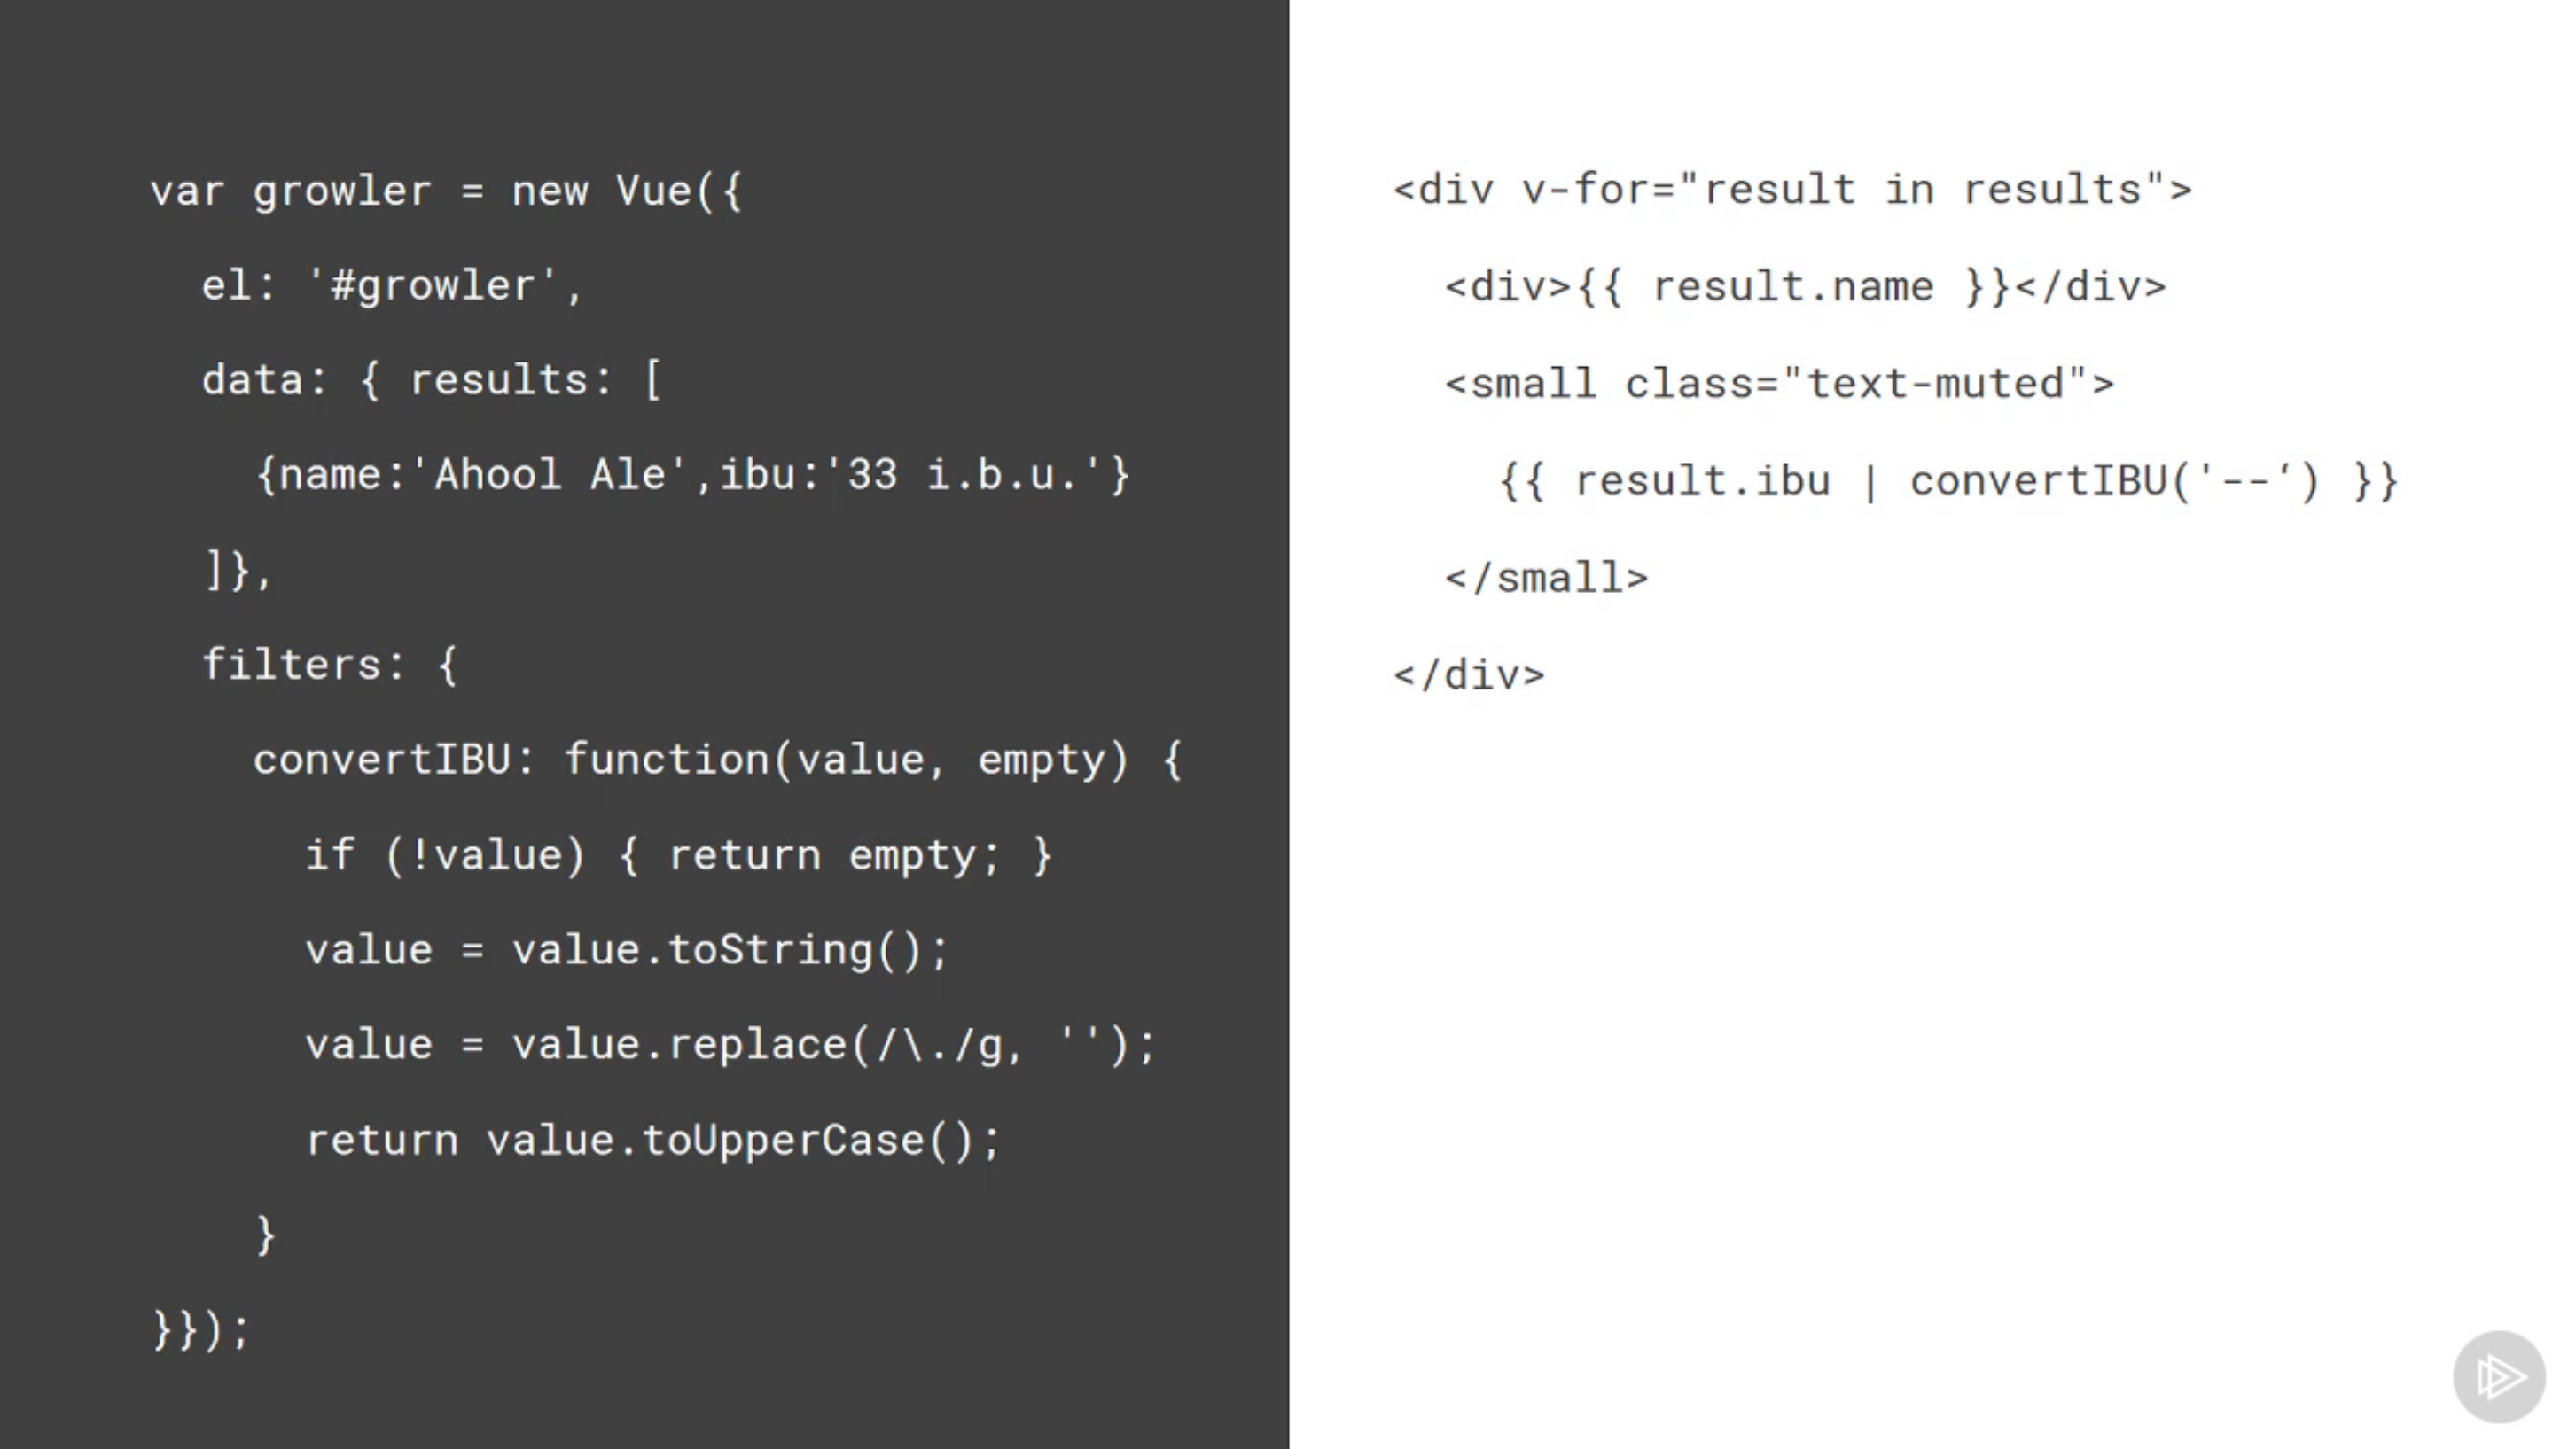 var growler = new Vue({
  el: '#growler',
  data: { results: [
    {name:'Ahool Ale',ibu:'33 i.b.u.'}
  ]},
  filters: {
    convertIBU: function(value, empty) {
      if (!value) { return empty; }
      value = value.toString();
      value = value.replace(/\./g, '');
      return value.toUpperCase();
    }
}});
<div v-for="result in results">
  <div>{{ result.name }}</div>
  <small class="text-muted">
    {{ result.ibu | convertIBU('--‘) }}
  </small>
</div>